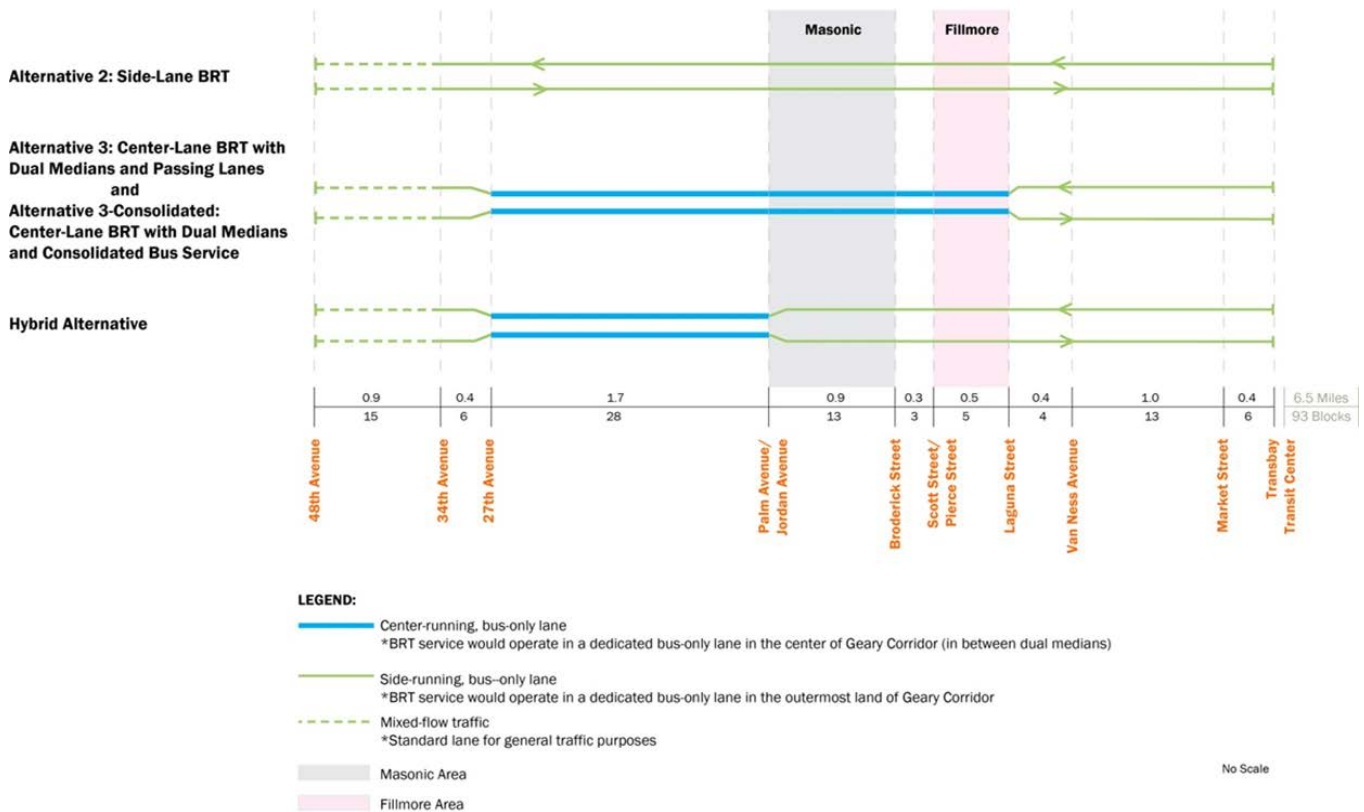 Masonic
Fillmore
Alternative 2: Side-Lane BRT
Alternative 3: Center-Lane BRT with
Dual Medians and Passing Lanes
and
Alternative 3-Consolidated:
Center-Lane BRT with Dual Medians
and Consolidated Bus Service
Hybrid Alternative
0.9
0.4
1.7
0.9
0.3
0.5
0.4
1.0
0.4
6.5 Miles
15
6
28
13
3
5
4
13
6
93 Blocks
48th Avenue
34th Avenue
27th Avenue
Palm Avenue/
Jordan Avenue
Broderick Street
Scott Street/
Pierce Street
Laguna Street
Van Ness Avenue
Market Street
Transbay
Transit Center
LEGEND:
Center-running, bus-only lane
*BRT service would operate in a dedicated bus-only lane in the center of Geary Corridor (in between dual medians)
Side-running, bus--only lane
*BRT service would operate in a dedicated bus-only lane in the outermost land of Geary Corridor
Mixed-flow traffic
*Standard lane for general traffic purposes
Masonic Area
No Scale
Fillmore Area